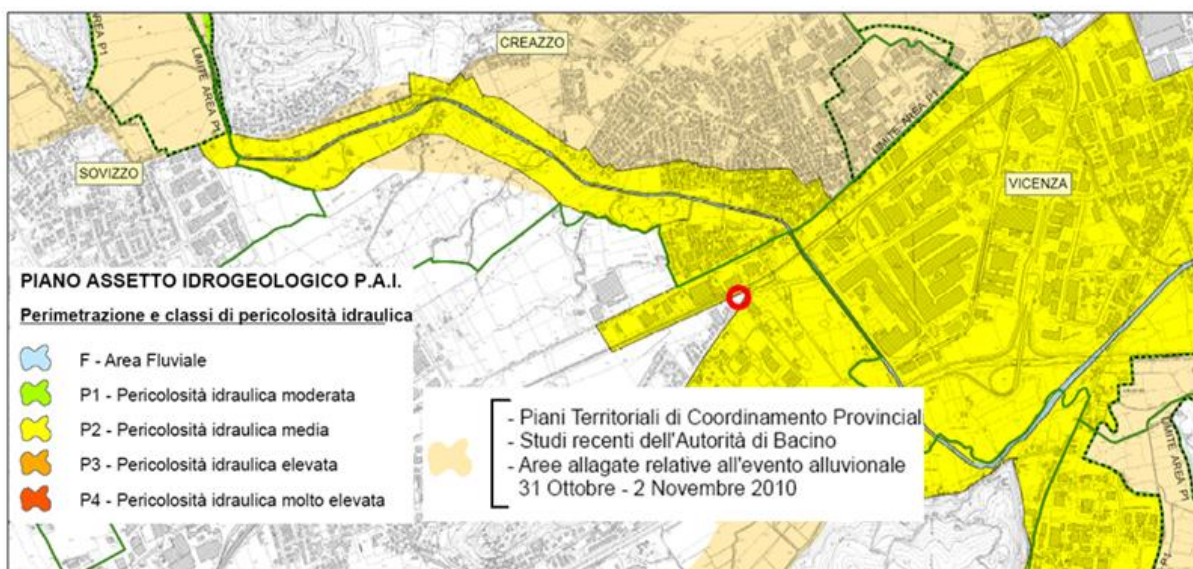 AREA P1
LIMITE AREA P1
CREAZZO
LIMITE AREA P1
SOVIZZO
VICENZA
PIANO ASSETTO IDROGEOLOGICO P.A.I.
Perimetrazione e classi di pericolosità idraulica
F - Area Fluviale
P1 - Pericolosità idraulica moderata
P2 - Pericolosità idraulica media
P3 - Pericolosità idraulica elevata
P4 - Pericolosità idraulica molto elevata
- Piani Territoriali di Coordinamento Provincial
- Studi recenti dell'Autorità di Bacino
- Aree allagate relative all'evento alluvionale
31 Ottobre - 2 Novembre 2010
LIMITE AREA P1